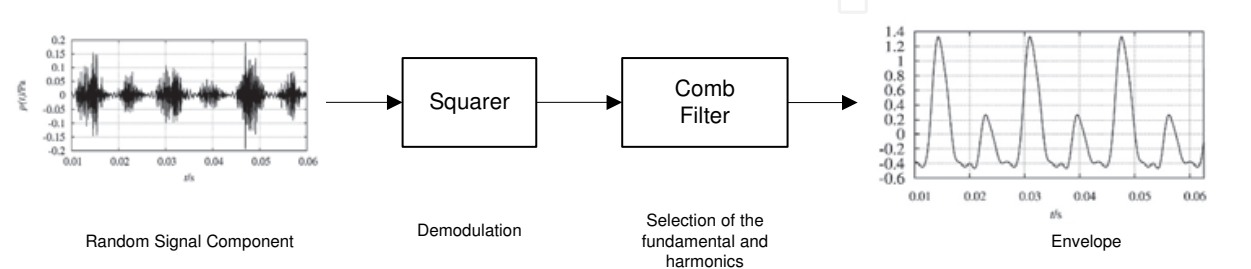 0.2
0.15
0.10
0.05
0
-0.05
-0.1
-0.15
-0.2
p(t)/Pa
0.01 0.02 0.03 0.04 0.05 0.06
t/s
Random Signal Component
Squarer
Demodulation
Comb
Filter
Selection of the
fundamental and
harmonics
1.4
1.2
1
0.8
0.6
0.4
0.2
0
-0.2
-0.4
-0.6
0.01 0.02 0.03 0.04 0.05 0.06
t/s
Envelope